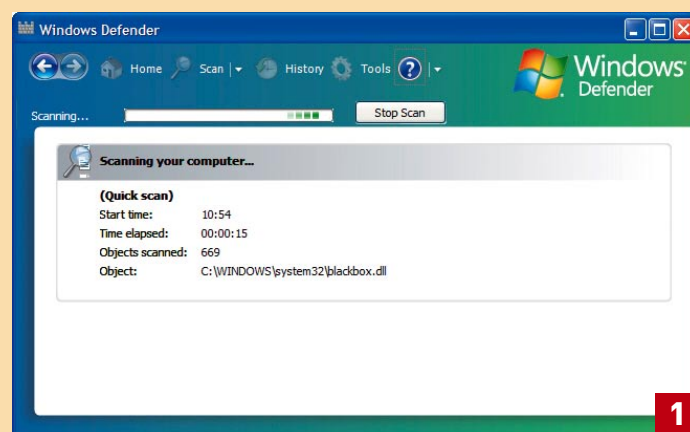 Windows Defender
Home Scan History Tools ?
Windows®
Defender
Scanning...
Stop Scan
Scanning your computer...
(Quick scan)
Start time: 10:54
Time elapsed: 00:00:15
Objects scanned: 669
Object: C:\WINDOWS\system32\blackbox.dll
1